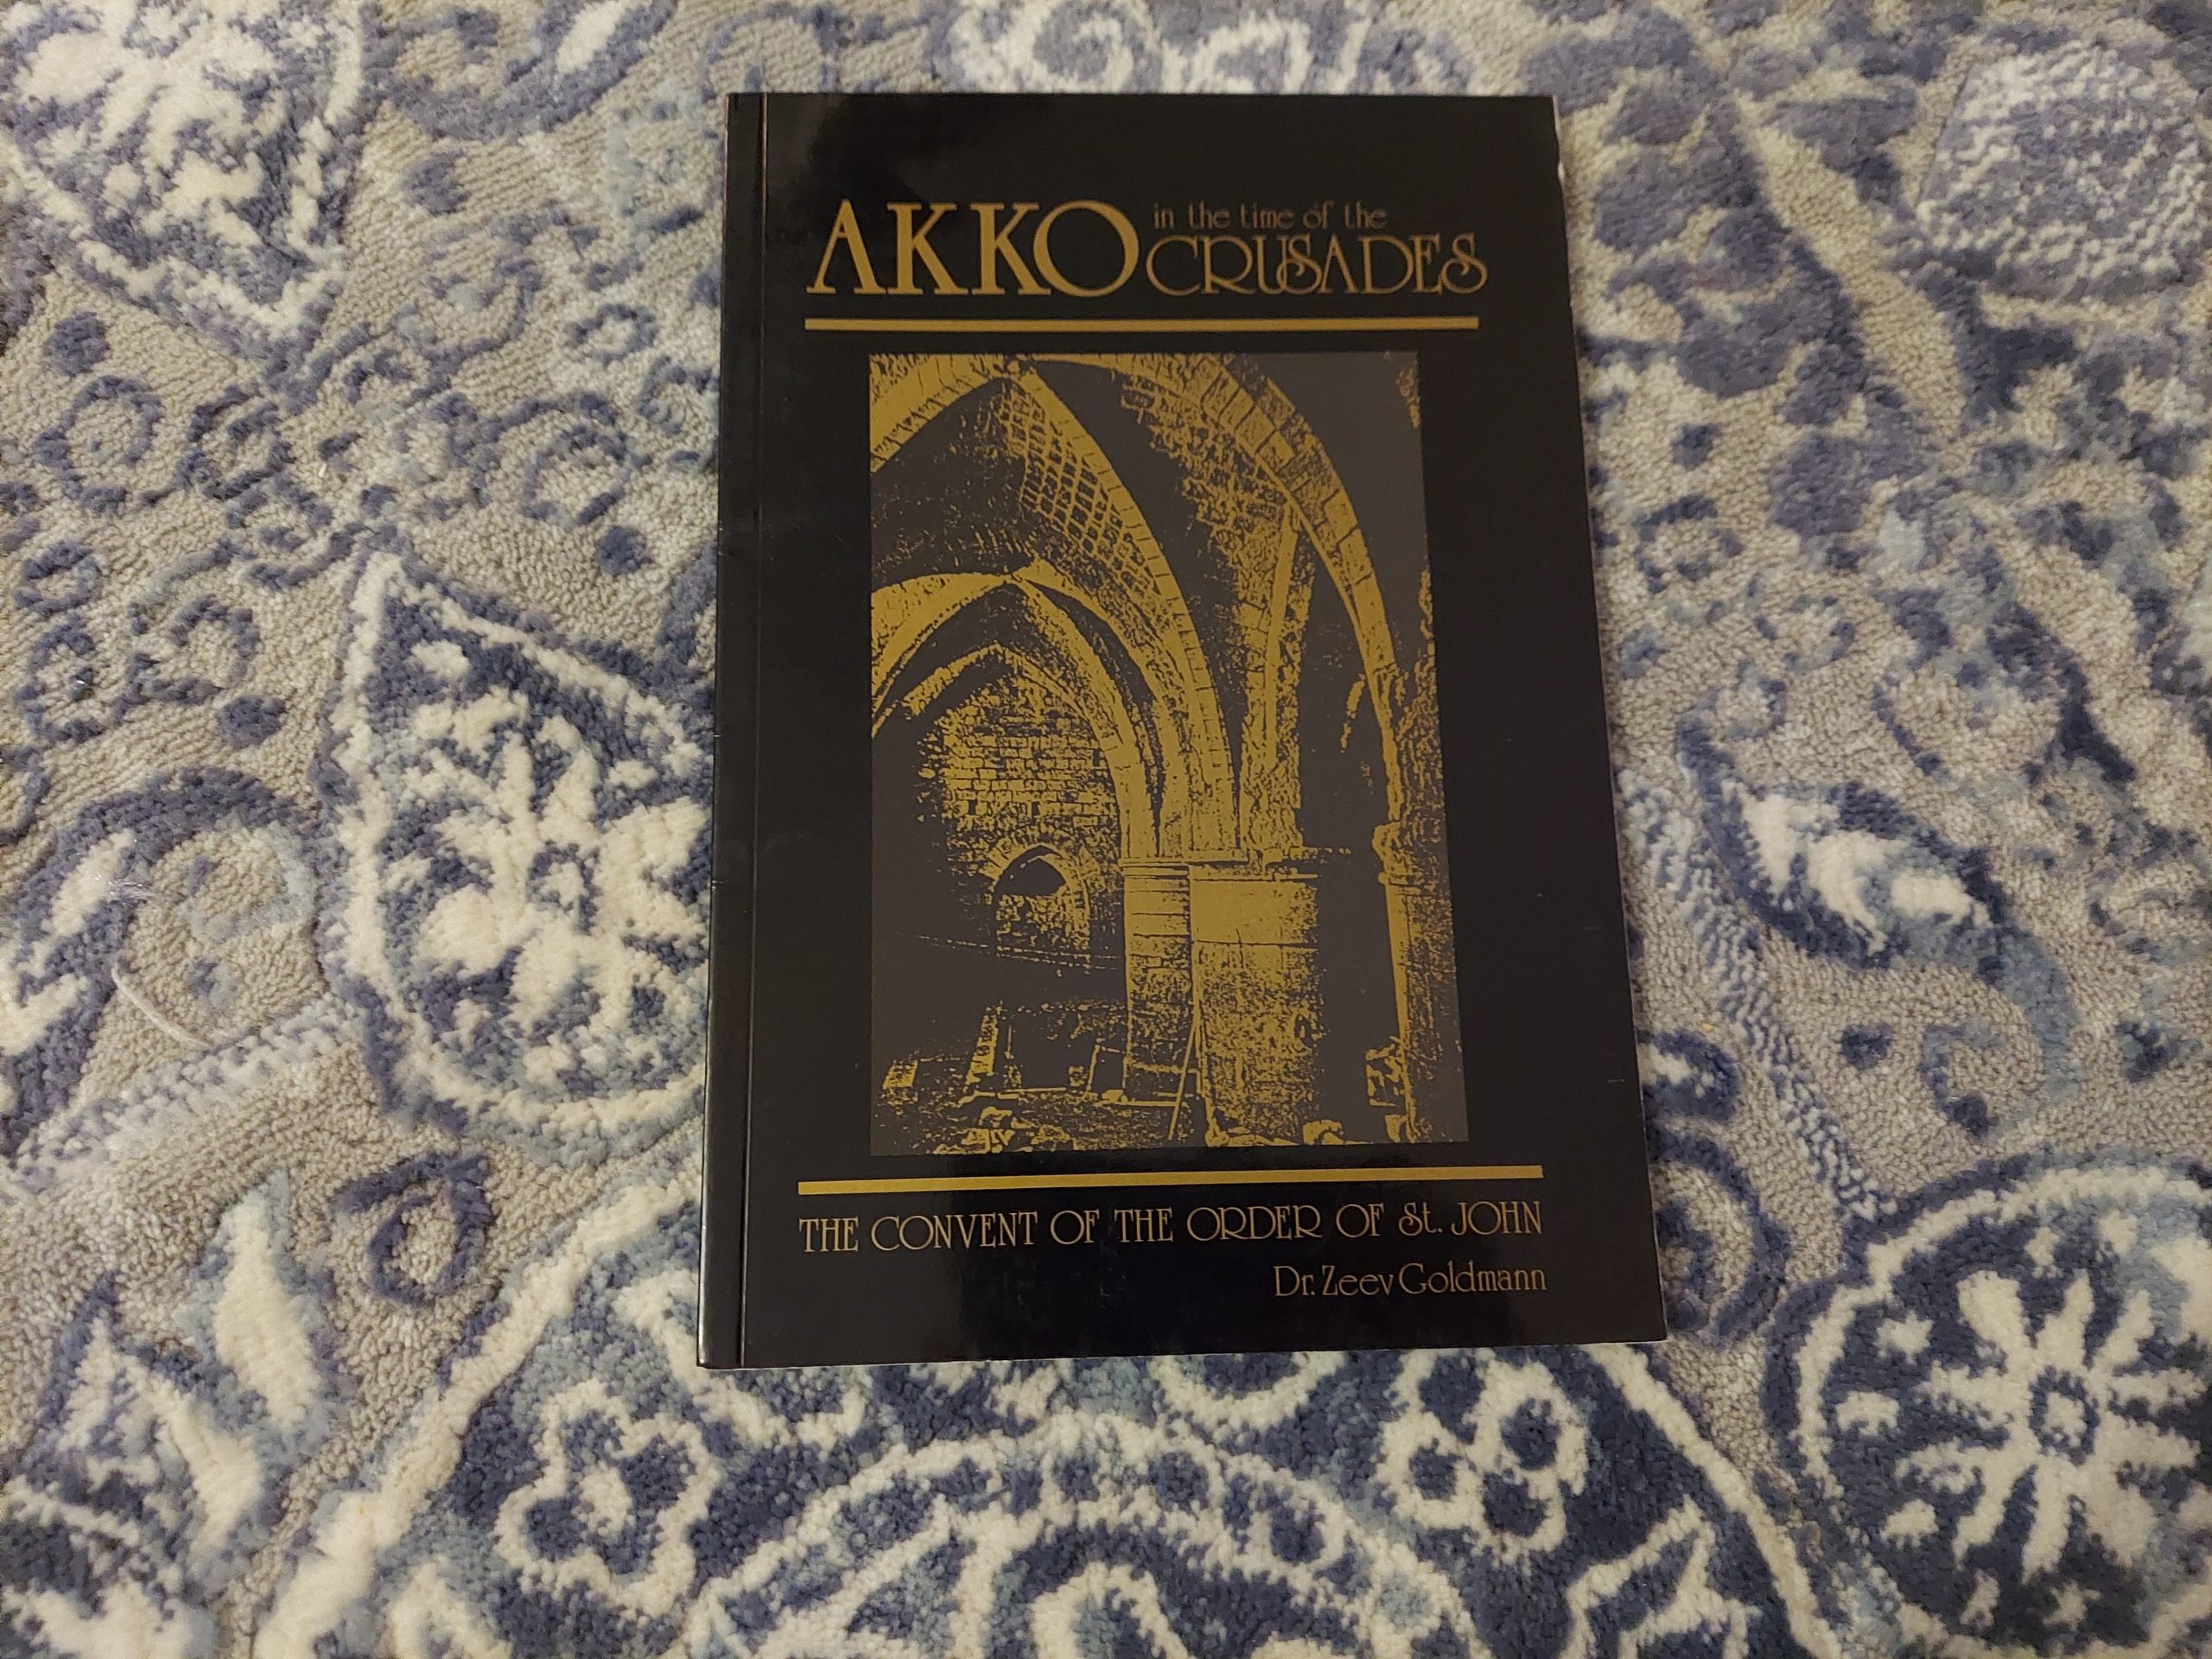 AKKO in the time of the
CRUSADES
THE CONVENT OF THE ORDER OF St. JOHN
Dr. Zeev Goldmann